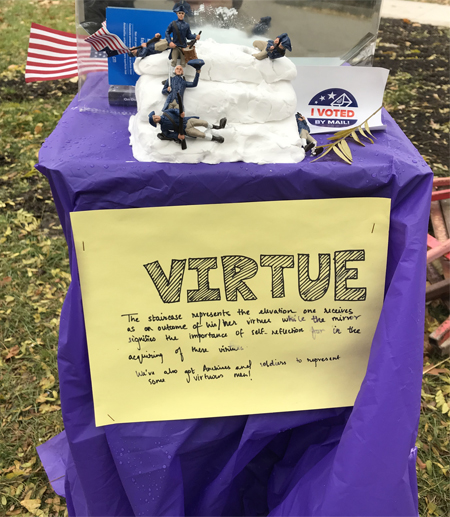 I VOTED
BY MAIL!
VIRTUE
The staircase represents the elevation one receives
as an outcome of his/her virtues while the mirror
signifies the importance of self-reflection in the
acquiring of these virtues
We've also got and soldiers to represent
some virtuous men!